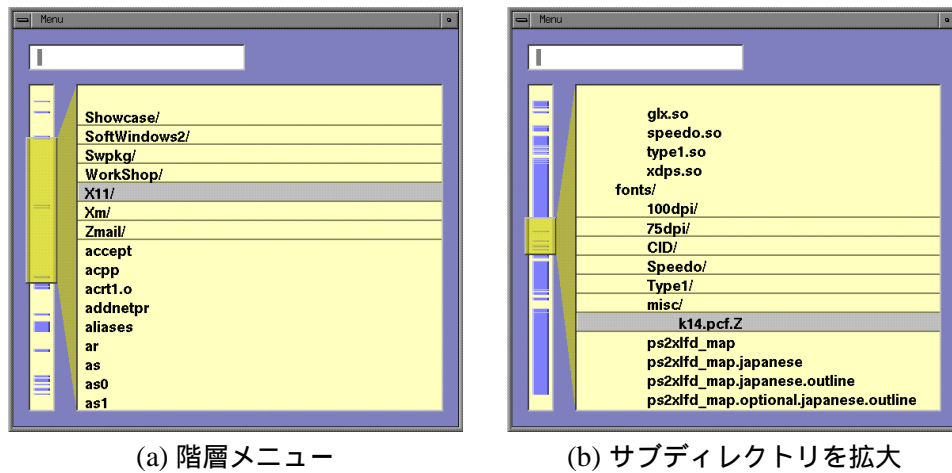 Menu
Showcase/
SoftWindows2/
Swpkg/
WorkShop/
X11/
Xm/
Zmail/
accept
acpp
acrt1.o
addnetpr
aliases
ar
as
as0
as1
(a) 階層メニュー
Menu
glx.so
speedo.so
type1.so
xdps.so
fonts/
100dpi/
75dpi/
CID/
Speedo/
Type1/
misc/
k14.pcf.Z
ps2xlfd_map
ps2xlfd_map.japanese
ps2xlfd_map.japanese.outline
ps2xlfd_map.optional.japanese.outline
(b) サブディレクトリを拡大